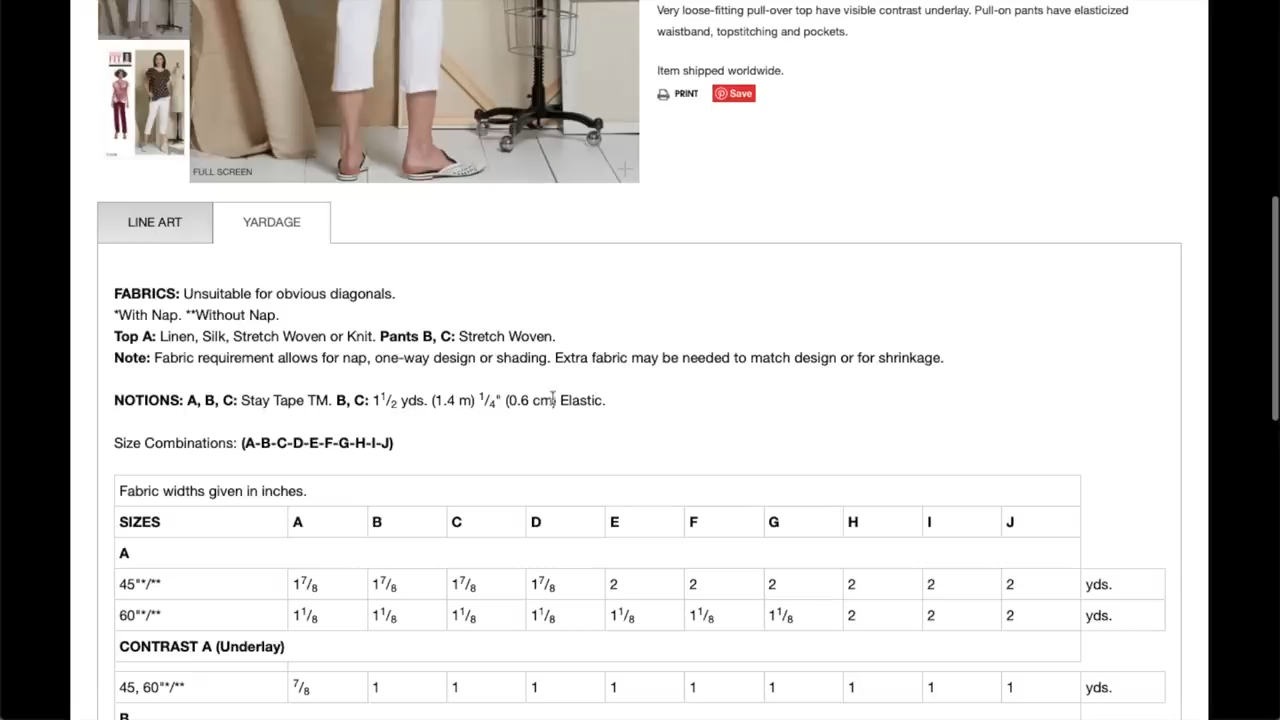 Very loose-fitting pull-over top have visible contrast underlay. Pull-on pants have elasticized
waistband, topstitching and pockets.
Item shipped worldwide.
PRINT Save
FIT
FULL SCREEN
LINE ART YARDAGE
FABRICS: Unsuitable for obvious diagonals.
*With Nap. **Without Nap.
Top A: Linen, Silk, Stretch Woven or Knit. Pants B, C: Stretch Woven.
Note: Fabric requirement allows for nap, one-way design or shading. Extra fabric may be needed to match design or for shrinkage.
NOTIONS: A, B, C: Stay Tape TM. B, C: 1 1/2 yds. (1.4 m) 1/4" (0.6 cm) Elastic.
Size Combinations: (A-B-C-D-E-F-G-H-I-J)
Fabric widths given in inches.
SIZES A B C D E F G H I J
A
45"*/** 1 7/8 1 7/8 1 7/8 1 7/8 2 2 2 2 2 2 yds.
60"*/** 1 1/8 1 1/8 1 1/8 1 1/8 1 1/8 1 1/8 1 1/8 2 2 2 yds.
CONTRAST A (Underlay)
45, 60"*/** 7/8 1 1 1 1 1 1 1 1 1 yds.
B